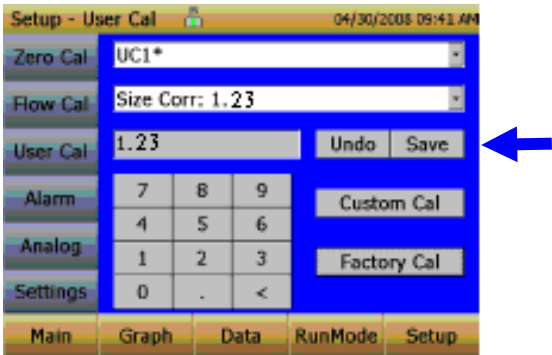 Setup - User Cal 04/30/2008 09:41 AM
Zero Cal UC1*
Flow Cal Size Corr: 1.23
User Cal 1.23 Undo Save
Alarm 7 8 9 Custom Cal
4 5 6
Analog 1 2 3 Factory Cal
Settings 0 . <
Main Graph Data RunMode Setup